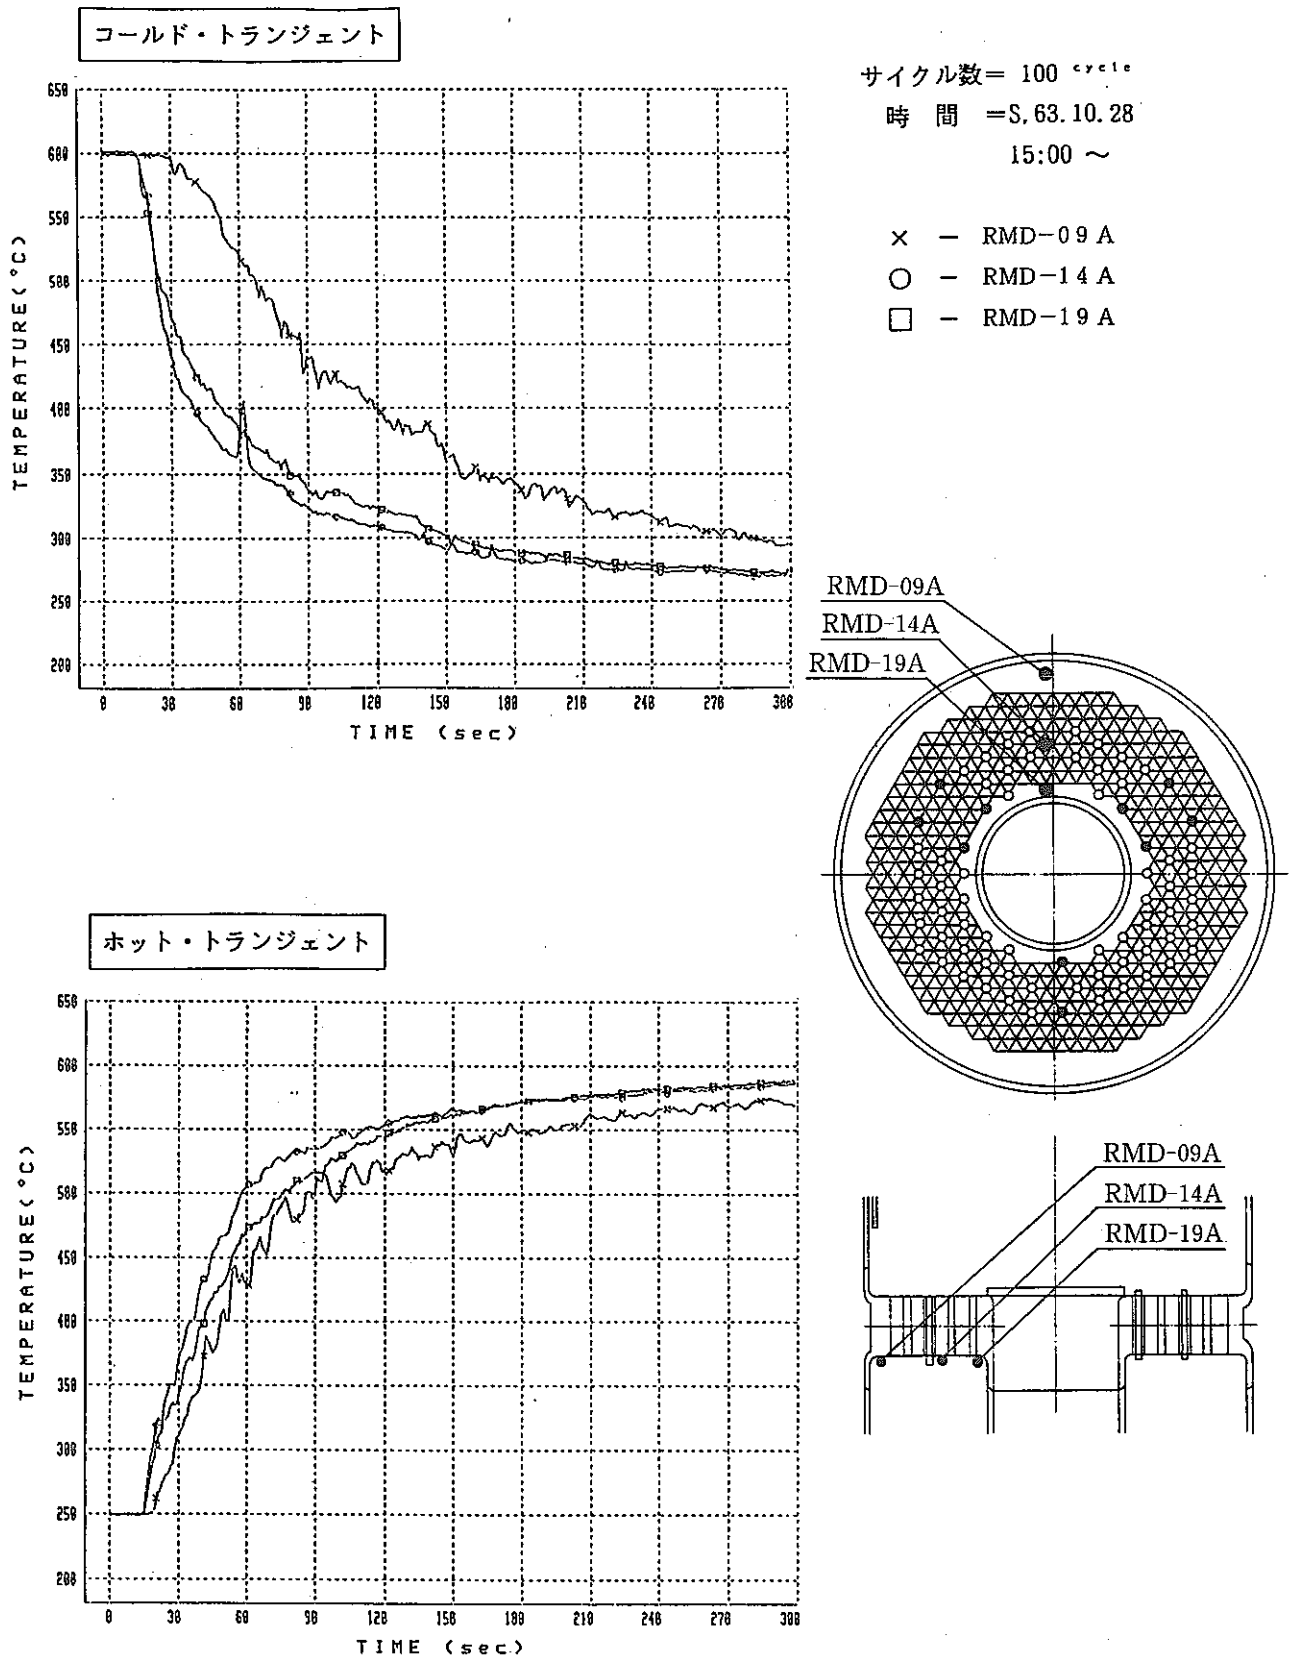 コールド・トランジェント
サイクル数= 100 cycle
時 間 =S,63.10.28
15:00 ~
× - RMD-09A
○ - RMD-14A
□ - RMD-19A
TEMPERATURE(°C)
650
600
550
500
450
400
350
300
250
200
0 30 60 90 120 150 180 210 240 270 300
TIME (sec)
RMD-09A
RMD-14A
RMD-19A
ホット・トランジェント
TEMPERATURE(°C)
650
600
550
500
450
400
350
300
250
200
0 30 60 90 120 150 180 210 240 270 300
TIME (sec)
RMD-09A
RMD-14A
RMD-19A